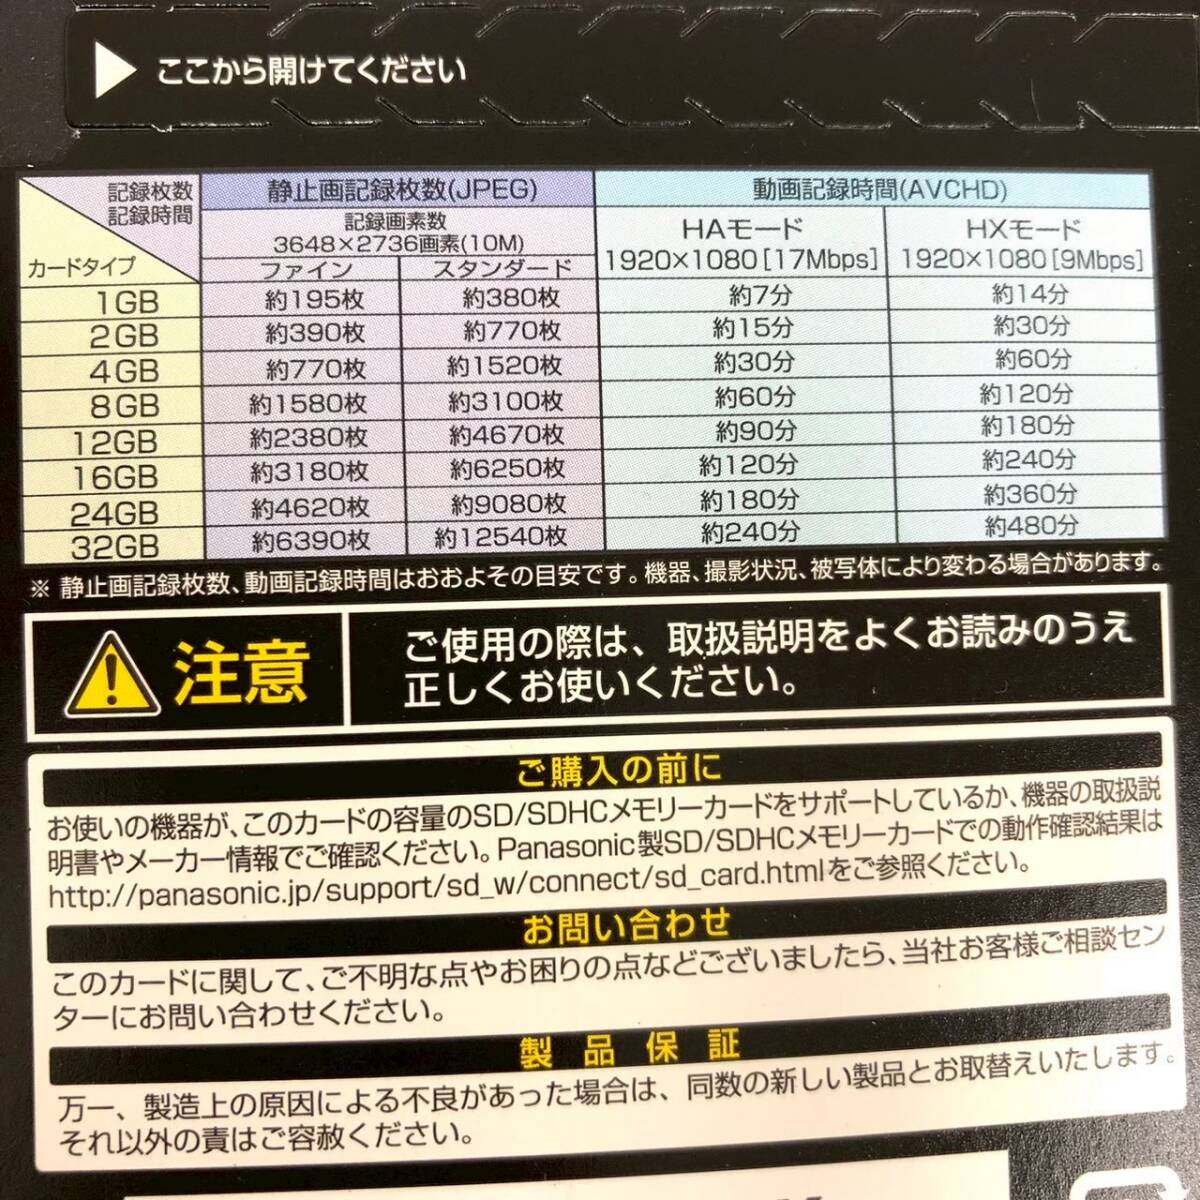 ここから開けてください
記録枚数
記録時間
カードタイプ
静止画記録枚数(JPEG)
動画記録時間(AVCHD)
記録画素数
3648×2736画素(10M)
HAモード
1920×1080[17Mbps]
HXモード
1920×1080[9Mbps]
ファイン スタンダード
1GB 約195枚 約380枚 約7分 約14分
2GB 約390枚 約770枚 約15分 約30分
4GB 約770枚 約1520枚 約30分 約60分
8GB 約1580枚 約3100枚 約60分 約120分
12GB 約2380枚 約4670枚 約90分 約180分
16GB 約3180枚 約6250枚 約120分 約240分
24GB 約4620枚 約9080枚 約180分 約360分
32GB 約6390枚 約12540枚 約240分 約480分
※ 静止画記録枚数、動画記録時間はおおよその目安です。機器、撮影状況、被写体により変わる場合があります。
注意
ご使用の際は、取扱説明をよくお読みのうえ
正しくお使いください。
ご購入の前に
お使いの機器が、このカードの容量のSD/SDHCメモリーカードをサポートしているか、機器の取扱説
明書やメーカー情報でご確認ください。Panasonic製SD/SDHCメモリーカードでの動作確認結果は
http://panasonic.jp/support/sd_w/connect/sd_card.htmlをご参照ください。
お問い合わせ
このカードに関して、ご不明な点やお困りの点などございましたら、当社お客様ご相談セン
ターにお問い合わせください。
製品保証
万一、製造上の原因による不良があった場合は、同数の新しい製品とお取替えいたします。
それ以外の責はご容赦ください。